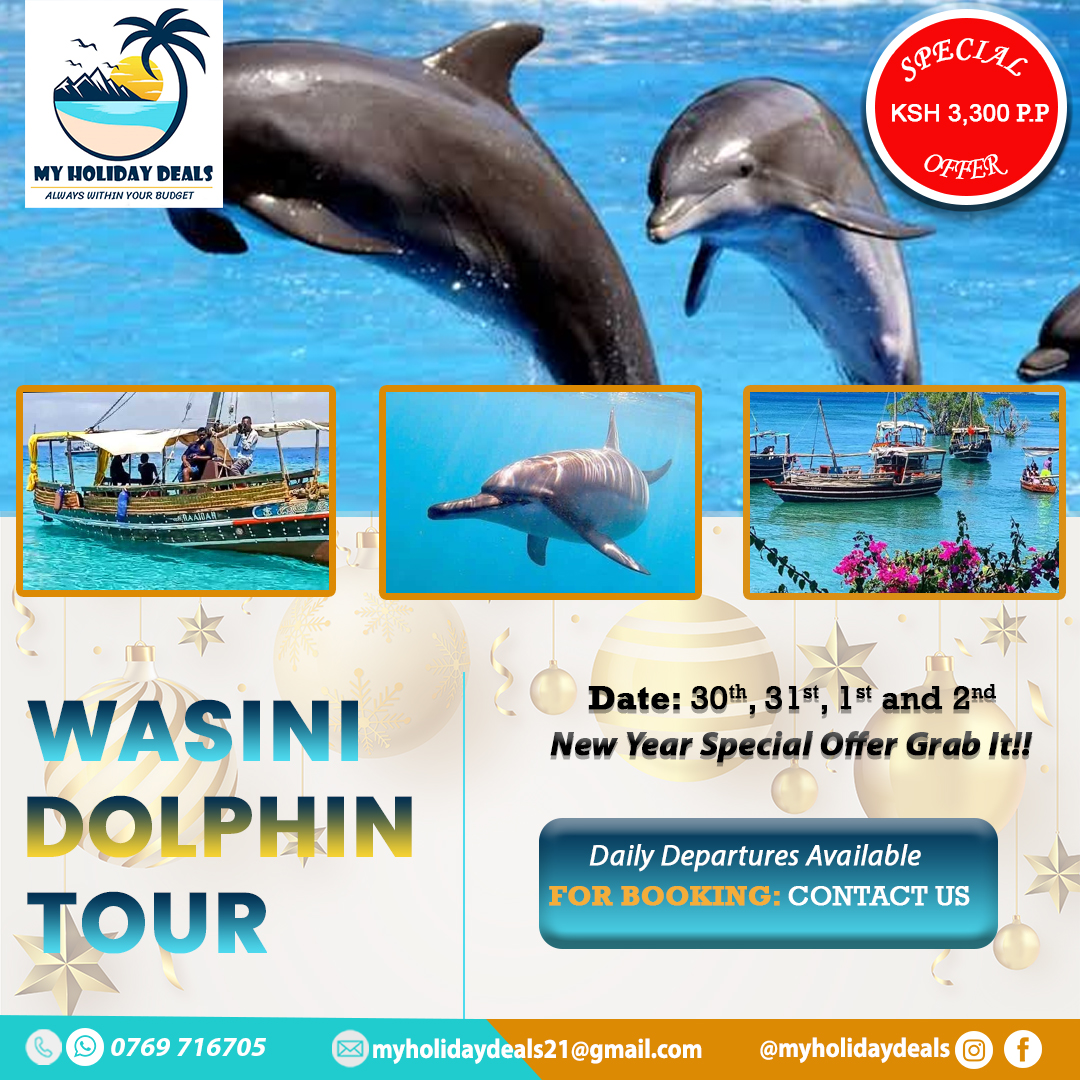 MY HOLIDAY DEALS
ALWAYS WITHIN YOUR BUDGET
SPECIAL
KSH 3,300 P.P
OFFER
WASINI
DOLPHIN
TOUR
Date: 30th, 31st, 1st and 2nd
New Year Special Offer Grab It!!
Daily Departures Available
FOR BOOKING: CONTACT US
0769 716705
myholidaydeals21@gmail.com
@myholidaydeals